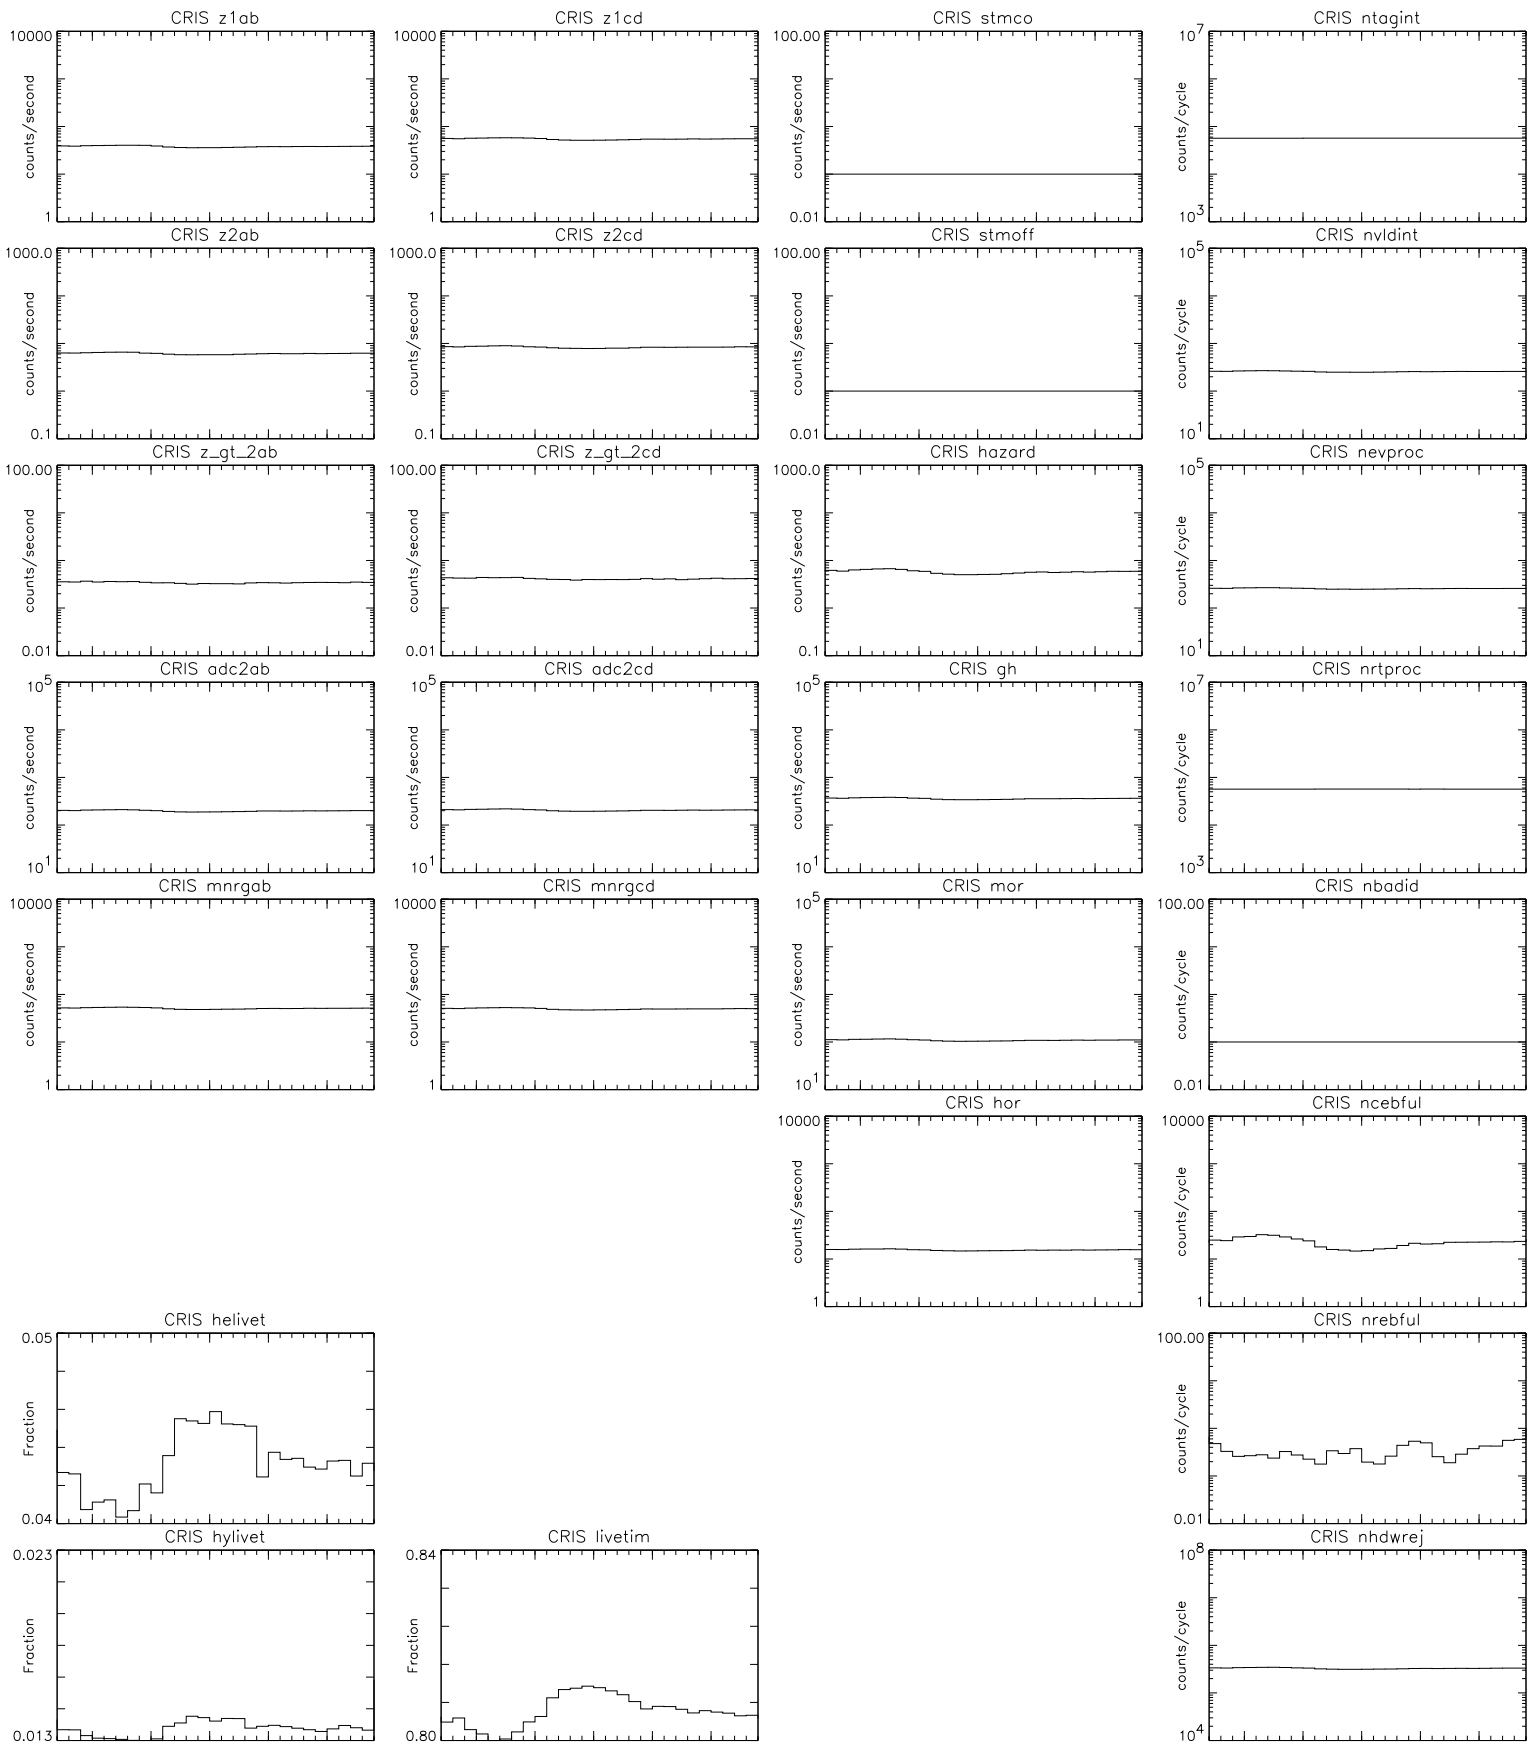 CRIS z1ab
10000
counts/second
1
CRIS z1cd
10000
counts/second
1
CRIS stmco
100.00
counts/second
0.01
CRIS ntagint
10^7
counts/cycle
10^3
CRIS z2ab
1000.0
counts/second
0.1
CRIS z2cd
1000.0
counts/second
0.1
CRIS stmoff
100.00
counts/second
0.01
CRIS nvldint
10^5
counts/cycle
10^1
CRIS z_gt_2ab
100.00
counts/second
0.01
CRIS z_gt_2cd
100.00
counts/second
0.01
CRIS hazard
1000.0
counts/second
0.1
CRIS nevproc
10^5
counts/cycle
10^1
CRIS adc2ab
10^5
counts/second
10^1
CRIS adc2cd
10^5
counts/second
10^1
CRIS gh
10^5
counts/second
10^1
CRIS nrtproc
10^7
counts/cycle
10^3
CRIS mnrgab
10000
counts/second
1
CRIS mnrgcd
10000
counts/second
1
CRIS mor
10^5
counts/second
10^1
CRIS nbadid
100.00
counts/cycle
0.01
CRIS hor
10000
counts/second
1
CRIS ncebful
10000
counts/cycle
1
CRIS helivet
0.05
Fraction
0.04
CRIS nrebful
100.00
counts/cycle
0.01
CRIS hylivet
0.023
Fraction
0.013
CRIS livetim
0.84
Fraction
0.80
CRIS nhdwrej
10^8
counts/cycle
10^4